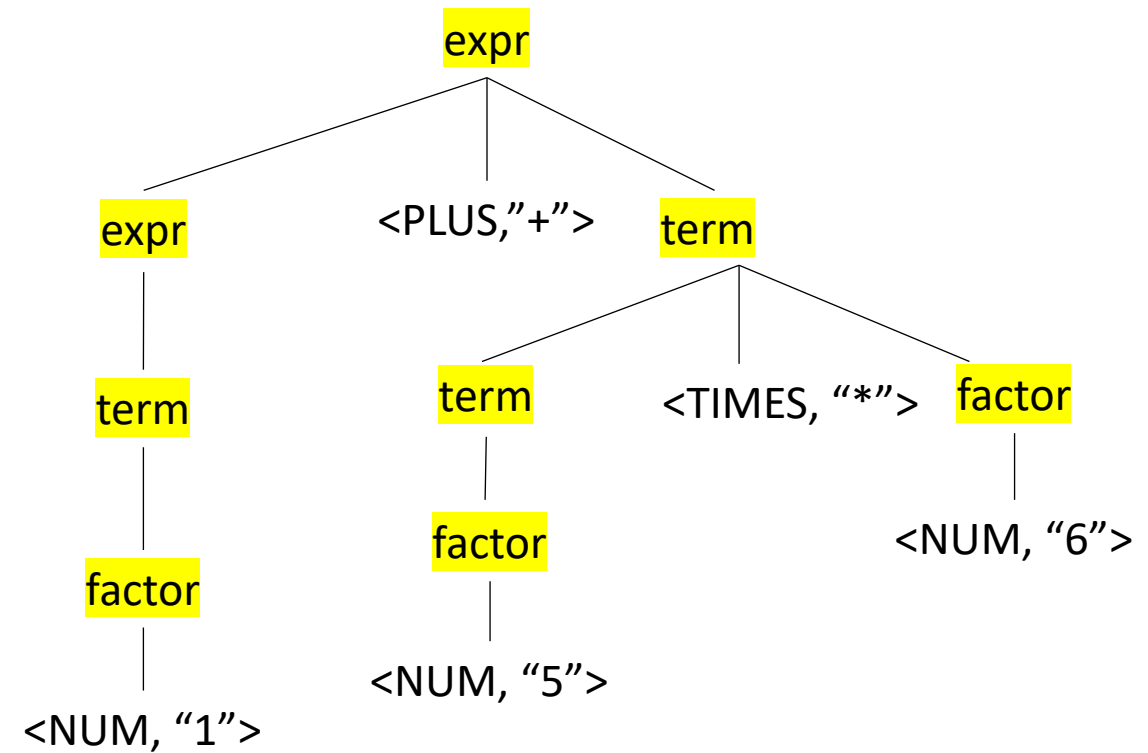 expr
expr
<PLUS,”+”>
term
term
term
<TIMES, “*”>
factor
factor
factor
<NUM, “6”>
<NUM, “5”>
<NUM, “1”>